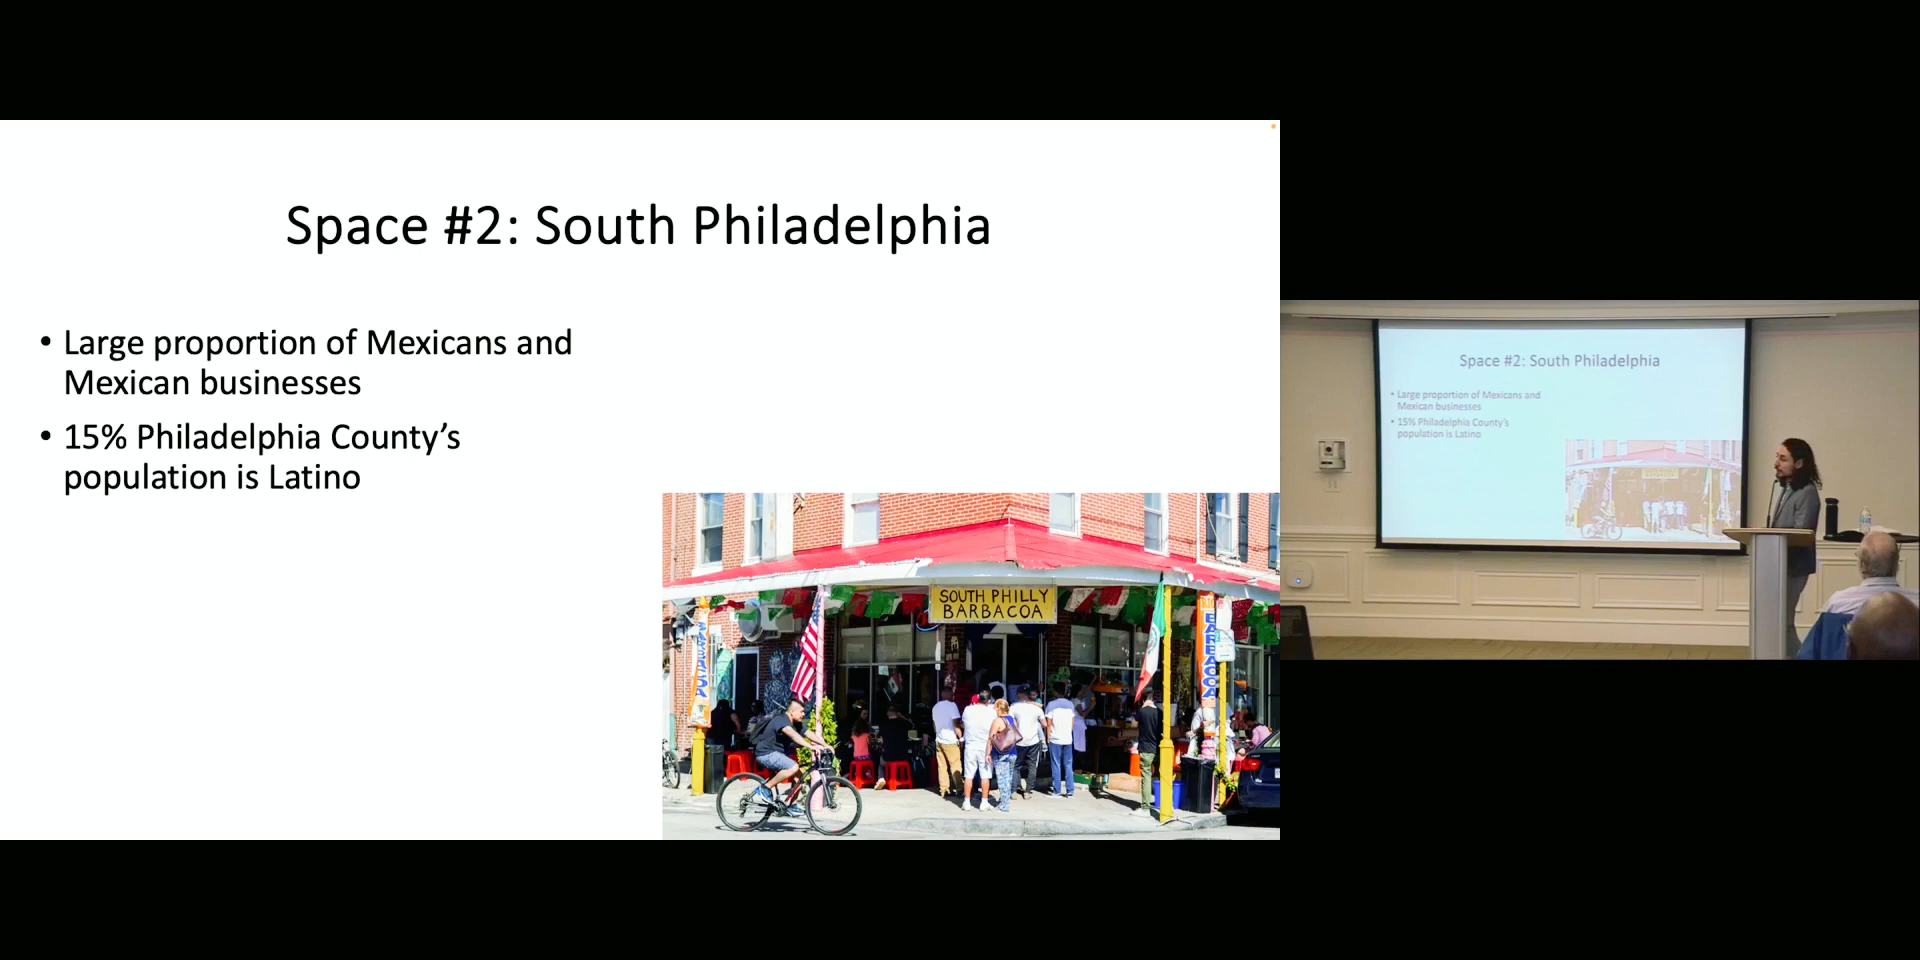 Space #2: South Philadelphia
• Large proportion of Mexicans and
Mexican businesses
• 15% Philadelphia County’s
population is Latino
SOUTH PHILLY
BARBACOA
BARBACOA
Space #2: South Philadelphia
• Large proportion of Mexicans and
Mexican businesses
• 15% Philadelphia County’s
population is Latino